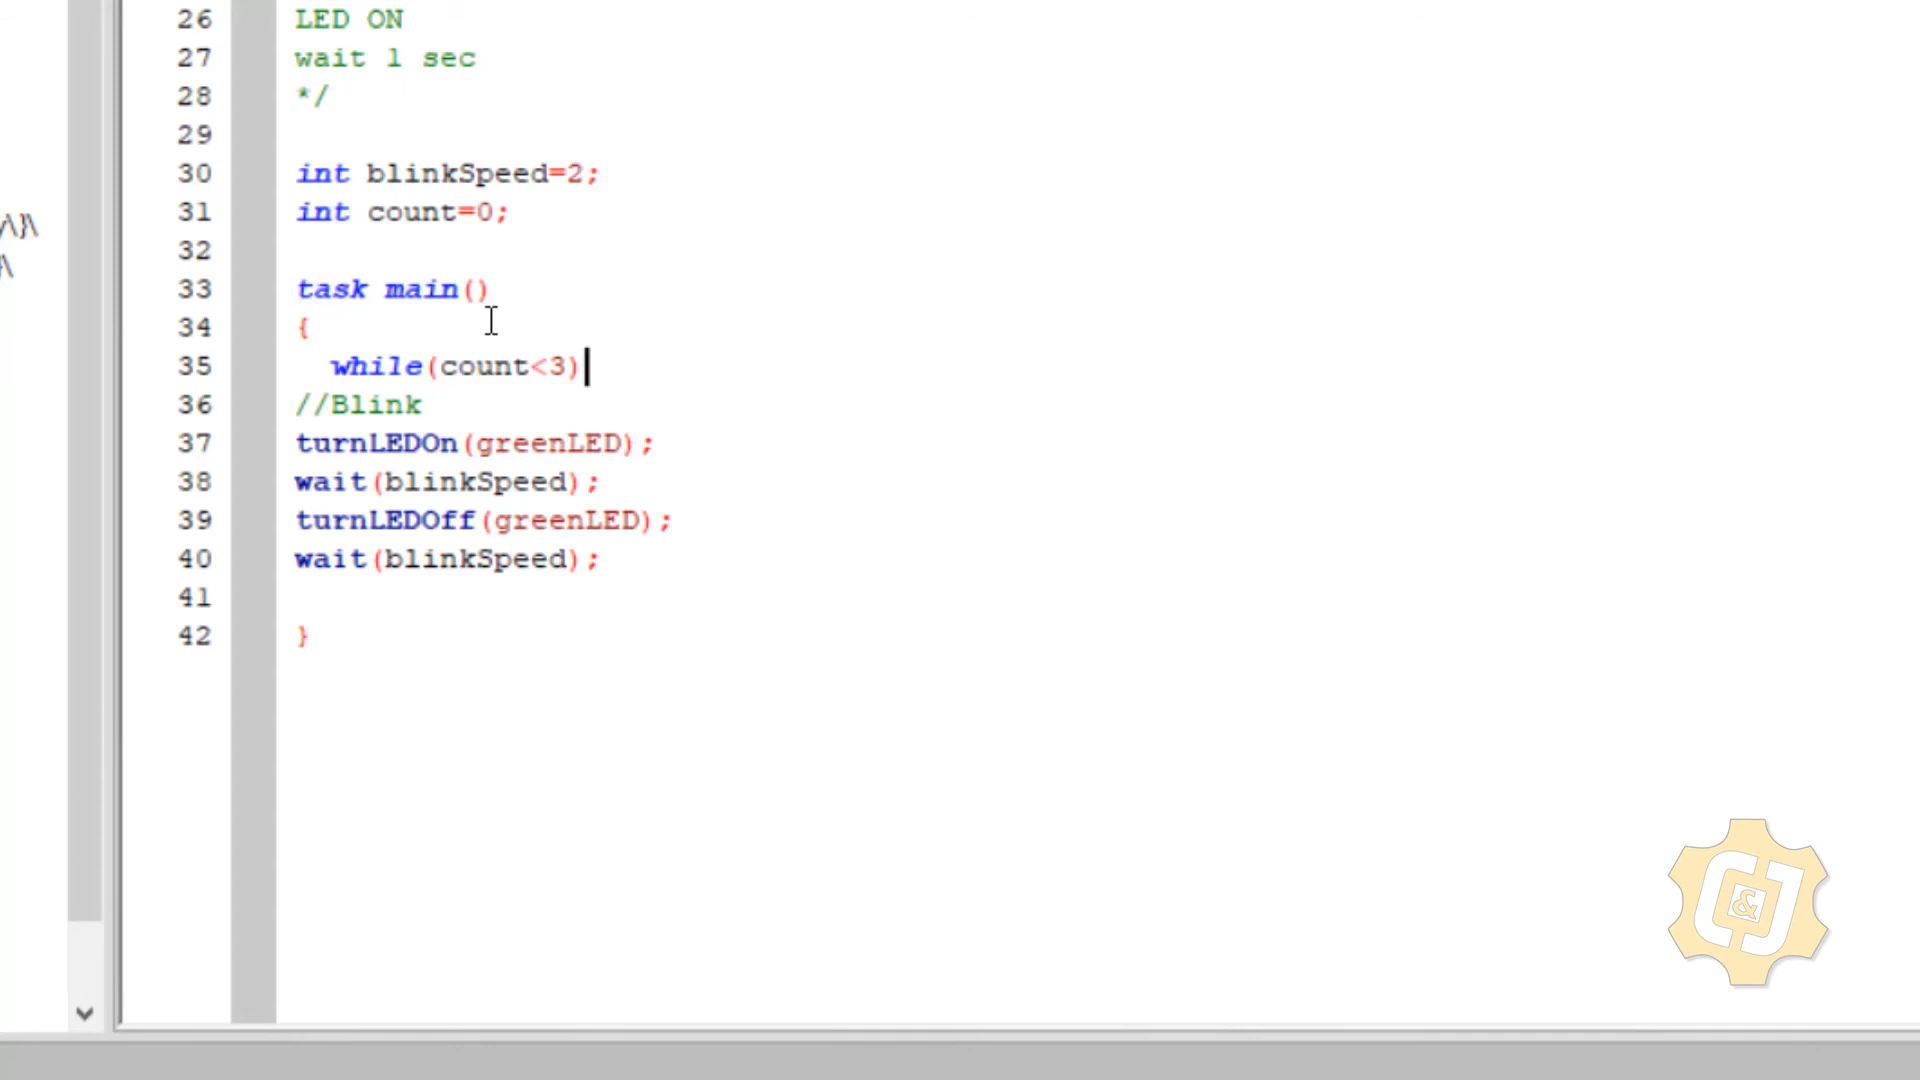 26 LED ON
27 wait 1 sec
28 */
29
30 int blinkSpeed=2;
31 int count=0;
32
33 task main()
34 {
35 while(count<3)
36 //Blink
37 turnLEDOn(greenLED);
38 wait(blinkSpeed);
39 turnLEDOff(greenLED);
40 wait(blinkSpeed);
41
42 }
C&J